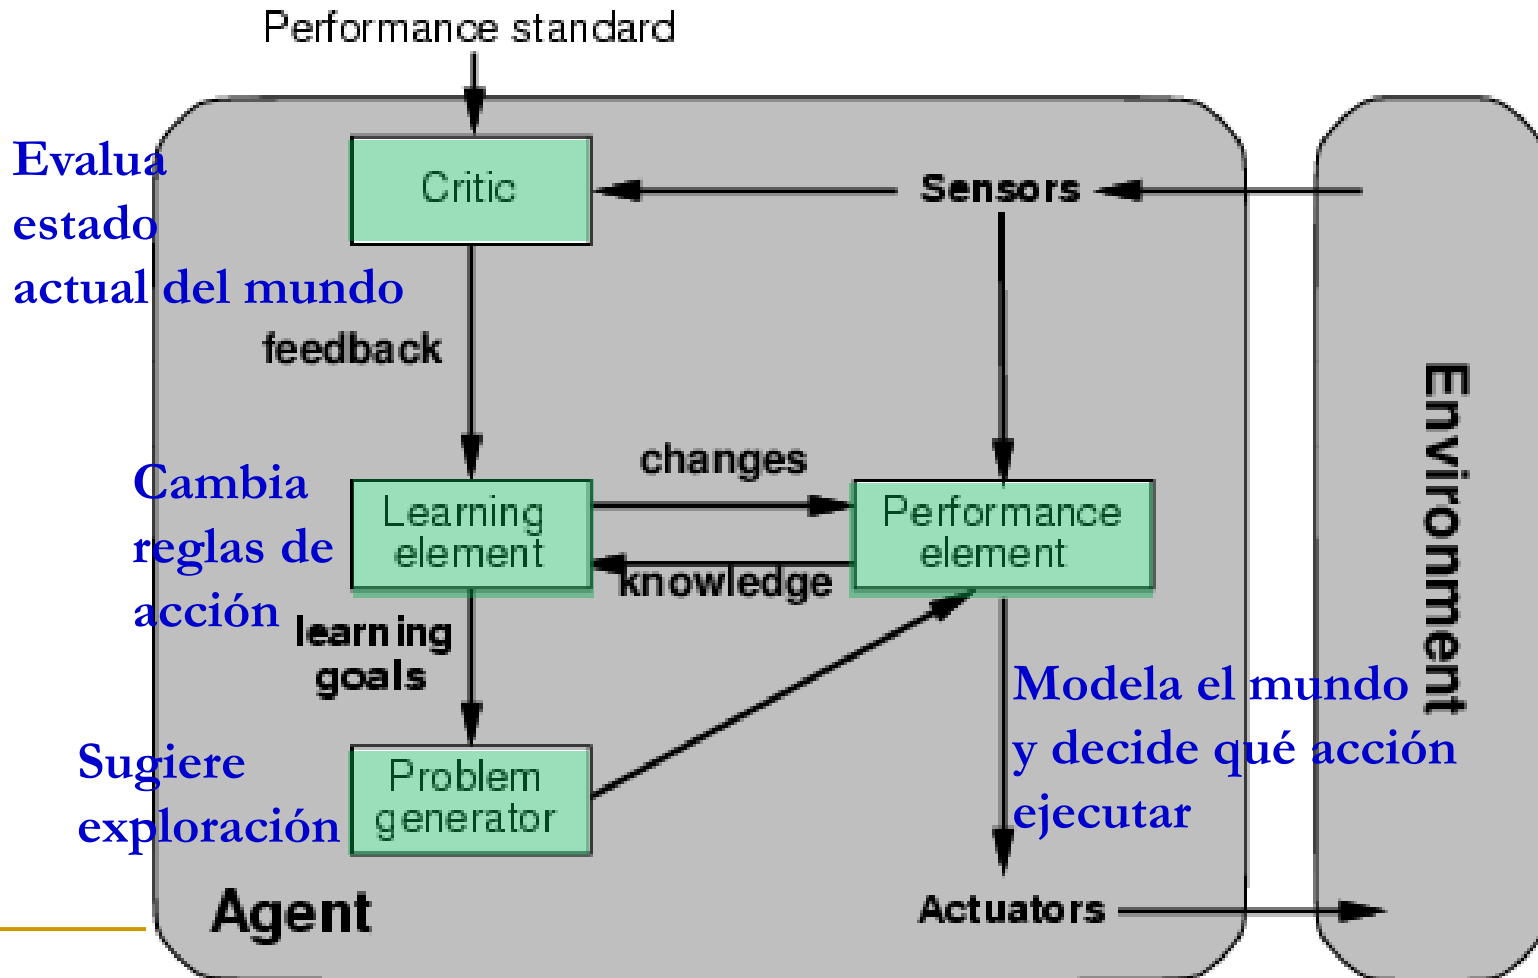 Performance standard
Evalua
estado
actual del mundo
Critic
Sensors
feedback
changes
Cambia
reglas de
acción
Learning
element
Performance
element
knowledge
learning
goals
Environment
Modela el mundo
y decide qué acción
ejecutar
Sugiere
exploración
Problem
generator
Agent
Actuators